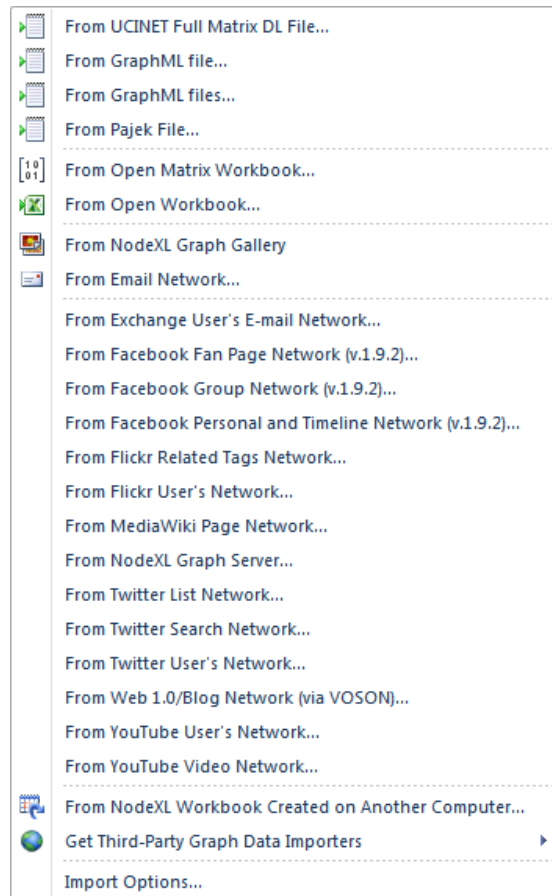 From UCINET Full Matrix DL File...
From GraphML file...
From GraphML files...
From Pajek File...
[10
01] From Open Matrix Workbook...
From Open Workbook...
From NodeXL Graph Gallery
From Email Network...
From Exchange User's E-mail Network...
From Facebook Fan Page Network (v.1.9.2)...
From Facebook Group Network (v.1.9.2)...
From Facebook Personal and Timeline Network (v.1.9.2)...
From Flickr Related Tags Network...
From Flickr User's Network...
From MediaWiki Page Network...
From NodeXL Graph Server...
From Twitter List Network...
From Twitter Search Network...
From Twitter User's Network...
From Web 1.0/Blog Network (via VOSON)...
From YouTube User's Network...
From YouTube Video Network...
From NodeXL Workbook Created on Another Computer...
Get Third-Party Graph Data Importers
Import Options...